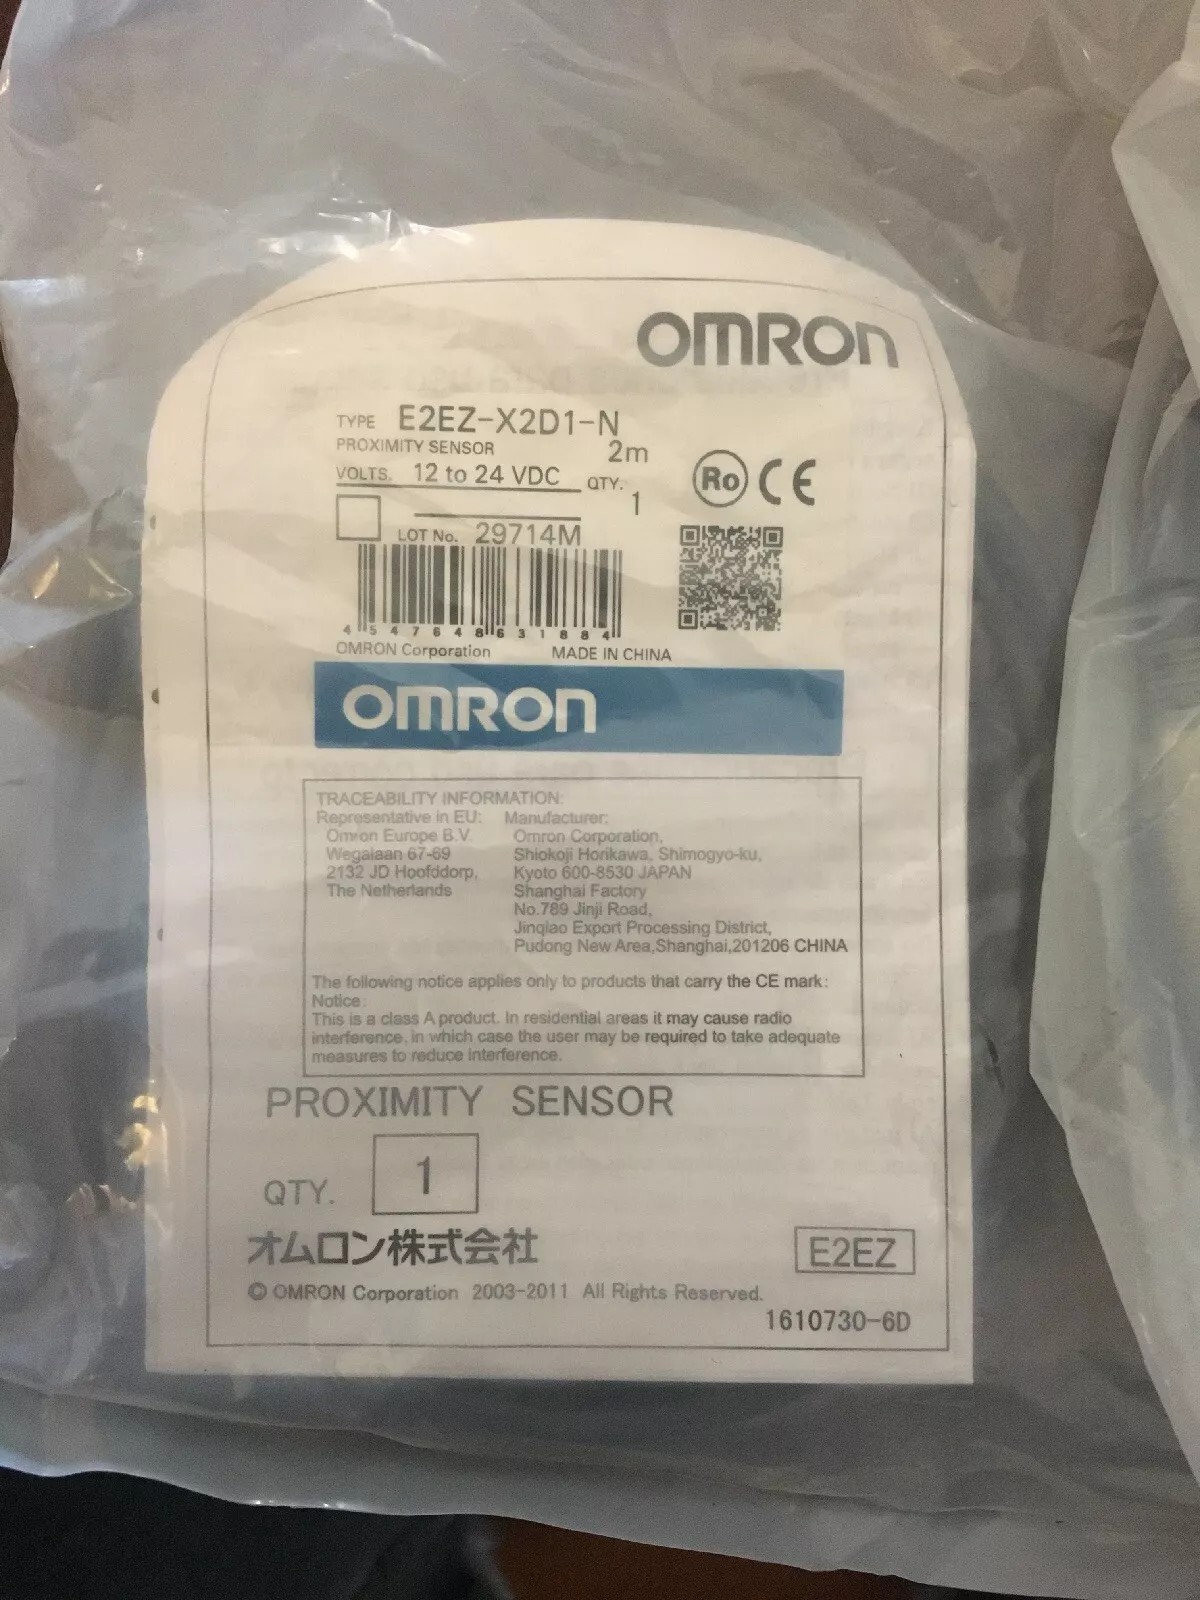 OMRON
TYPE E2EZ-X2D1-N
PROXIMITY SENSOR 2m
VOLTS. 12 to 24 VDC QTY. 1
Ro CE
LOT No. 29714M
4 547648 631884
OMRON Corporation MADE IN CHINA
OMRON
TRACEABILITY INFORMATION:
Representative in EU: Manufacturer:
Omron Europe B.V. Omron Corporation,
Wegalaan 67-69 Shiokoji Horikawa, Shimogyo-ku,
2132 JD Hoofddorp, Kyoto 600-8530 JAPAN
The Netherlands Shanghai Factory
No.789 Jinji Road,
Jinqiao Export Processing District,
Pudong New Area,Shanghai,201206 CHINA
The following notice applies only to products that carry the CE mark:
Notice:
This is a class A product. In residential areas it may cause radio
interference, in which case the user may be required to take adequate
measures to reduce interference.
PROXIMITY SENSOR
QTY. 1
オムロン株式会社
E2EZ
© OMRON Corporation 2003-2011 All Rights Reserved.
1610730-6D